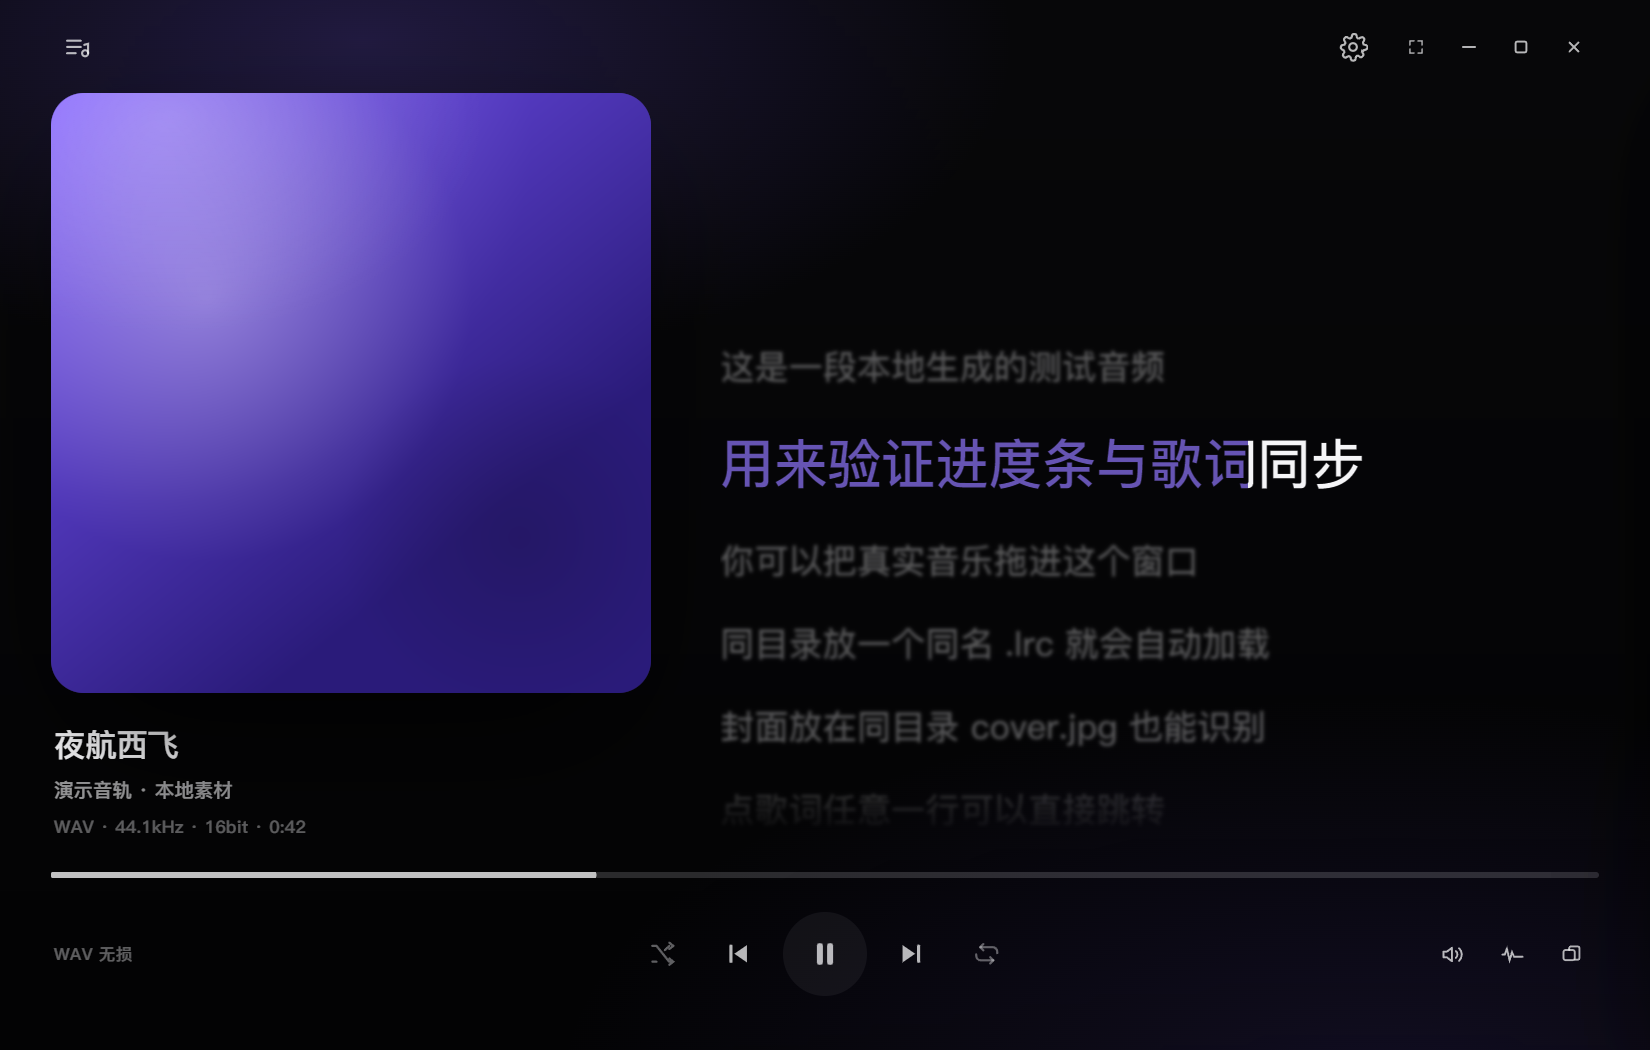 这是一段本地生成的测试音频
用来验证进度条与歌词同步
你可以把真实音乐拖进这个窗口
同目录放一个同名 .lrc 就会自动加载
封面放在同目录 cover.jpg 也能识别
点歌词任意一行可以直接跳转
夜航西飞
演示音轨 · 本地素材
WAV · 44.1kHz · 16bit · 0:42
WAV 无损